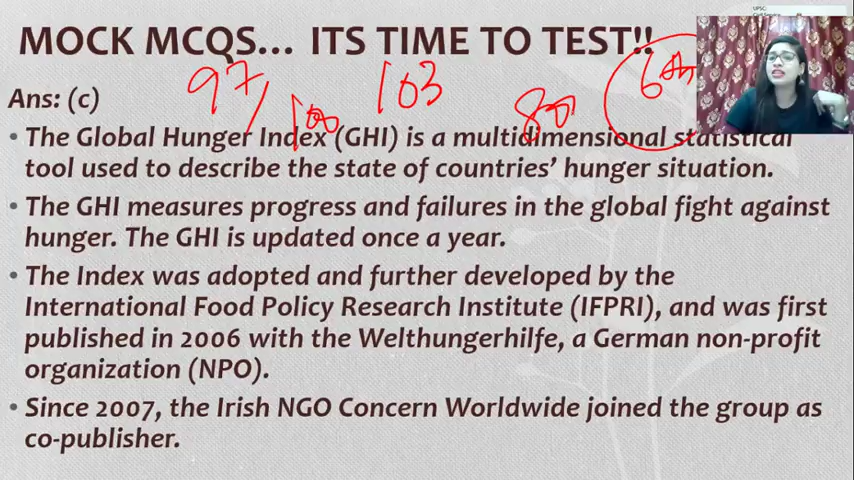 UPSC
MOCK MCQS... ITS TIME TO TEST!!
97/
100
103
80
6th
Ans: (c)
• The Global Hunger Index (GHI) is a multidimensional statistical
tool used to describe the state of countries' hunger situation.
• The GHI measures progress and failures in the global fight against
hunger. The GHI is updated once a year.
• The Index was adopted and further developed by the
International Food Policy Research Institute (IFPRI), and was first
published in 2006 with the Welthungerhilfe, a German non-profit
organization (NPO).
• Since 2007, the Irish NGO Concern Worldwide joined the group as
co-publisher.